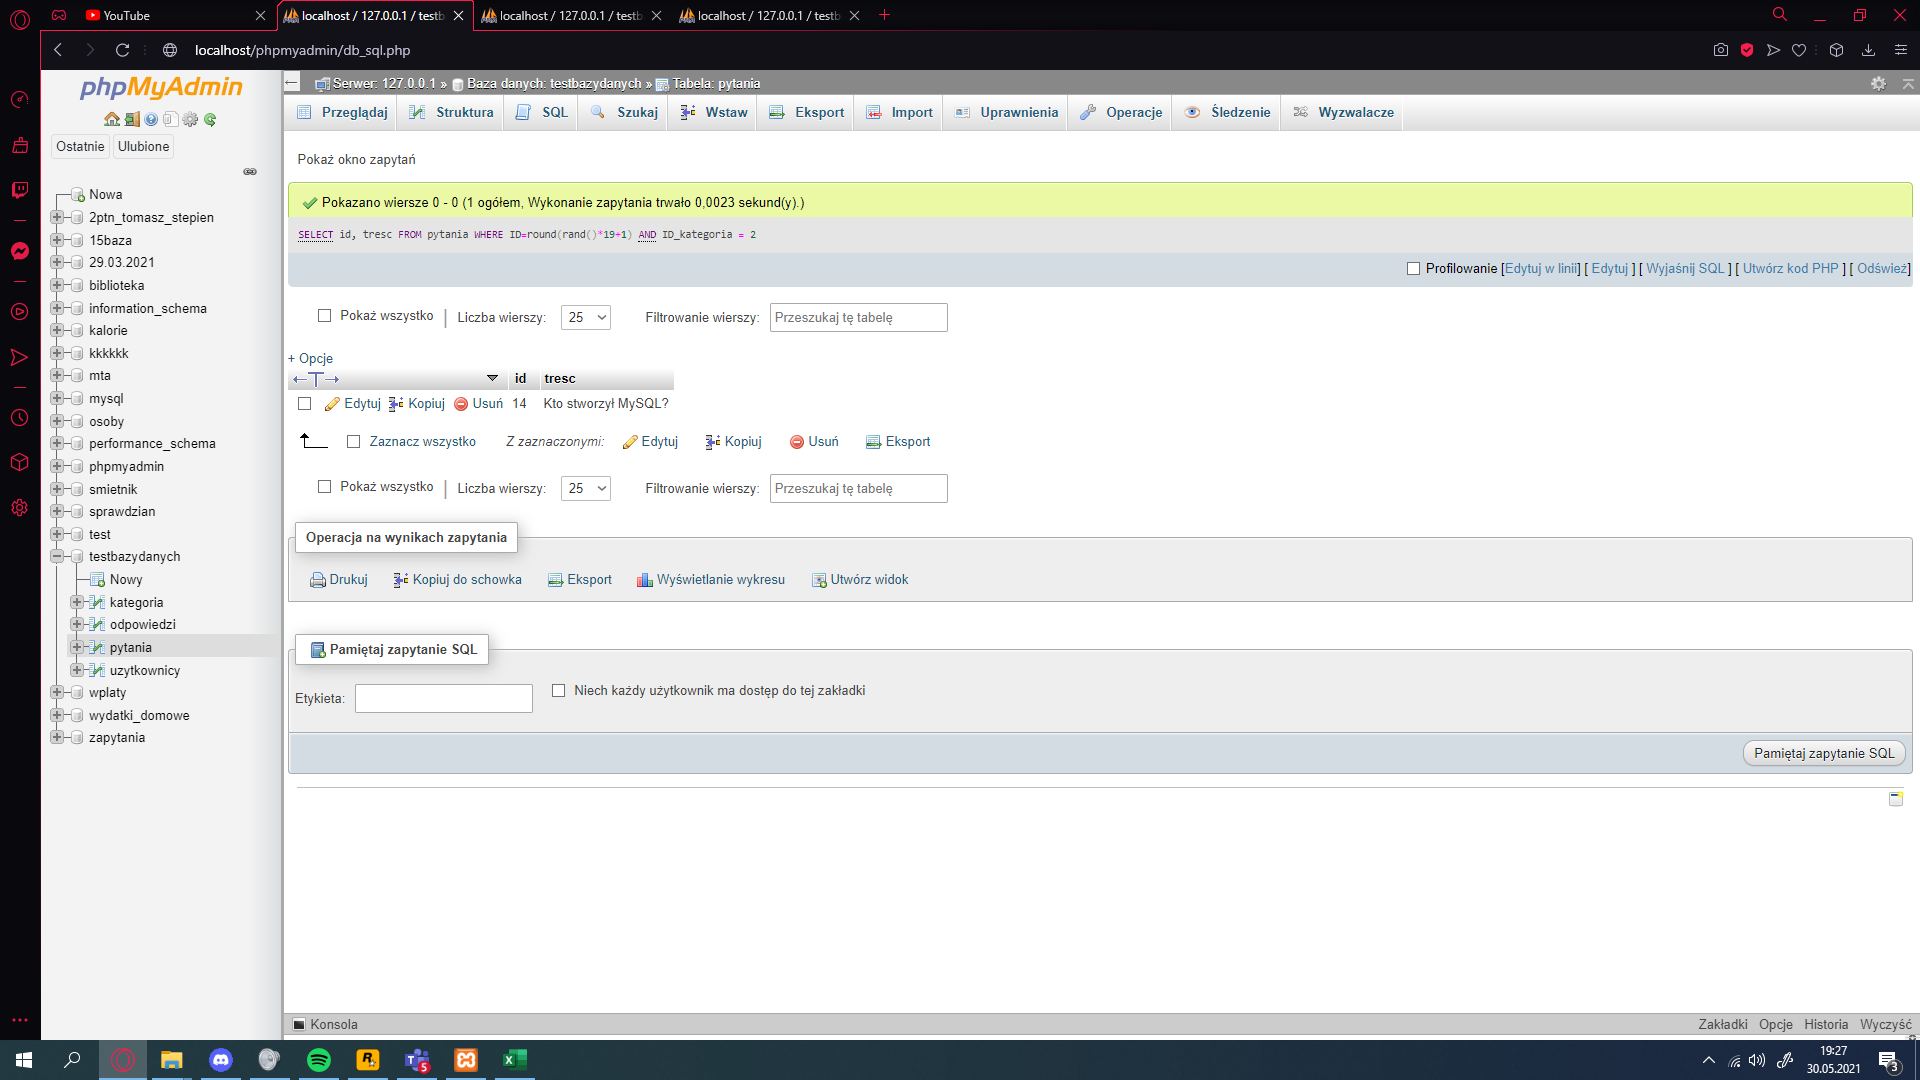 YouTube
localhost / 127.0.0.1 / testb
localhost / 127.0.0.1 / testb
localhost / 127.0.0.1 / testb
localhost/phpmyadmin/db_sql.php
phpMyAdmin
Ostatnie
Ulubione
Nowa
2ptn_tomasz_stepien
15baza
29.03.2021
biblioteka
information_schema
kalorie
kkkkkk
mta
mysql
osoby
performance_schema
phpmyadmin
smietnik
sprawdzian
test
testbazydanych
Nowy
kategoria
odpowiedzi
pytania
uzytkownicy
wplaty
wydatki_domowe
zapytania
Serwer: 127.0.0.1 » Baza danych: testbazydanych » Tabela: pytania
Przeglądaj Struktura SQL Szukaj Wstaw Eksport Import Uprawnienia Operacje Śledzenie Wyzwalacze
Pokaż okno zapytań
Pokazano wiersze 0 - 0 (1 ogółem, Wykonanie zapytania trwało 0,0023 sekund(y).)
SELECT id, tresc FROM pytania WHERE ID=round(rand()*19+1) AND ID_kategoria = 2
Profilowanie [Edytuj w linii] [ Edytuj ] [ Wyjaśnij SQL ] [ Utwórz kod PHP ] [ Odśwież]
Pokaż wszystko | Liczba wierszy: 25 Filtrowanie wierszy: Przeszukaj tę tabelę
+ Opcje
←T→ id tresc
Edytuj Kopiuj Usuń 14 Kto stworzył MySQL?
Zaznacz wszystko Z zaznaczonymi: Edytuj Kopiuj Usuń Eksport
Pokaż wszystko | Liczba wierszy: 25 Filtrowanie wierszy: Przeszukaj tę tabelę
Operacja na wynikach zapytania
Drukuj Kopiuj do schowka Eksport Wyświetlanie wykresu Utwórz widok
Pamiętaj zapytanie SQL
Etykieta: Niech każdy użytkownik ma dostęp do tej zakładki
Pamiętaj zapytanie SQL
Konsola Zakładki Opcje Historia Wyczyść
5
19:27
30.05.2021
3